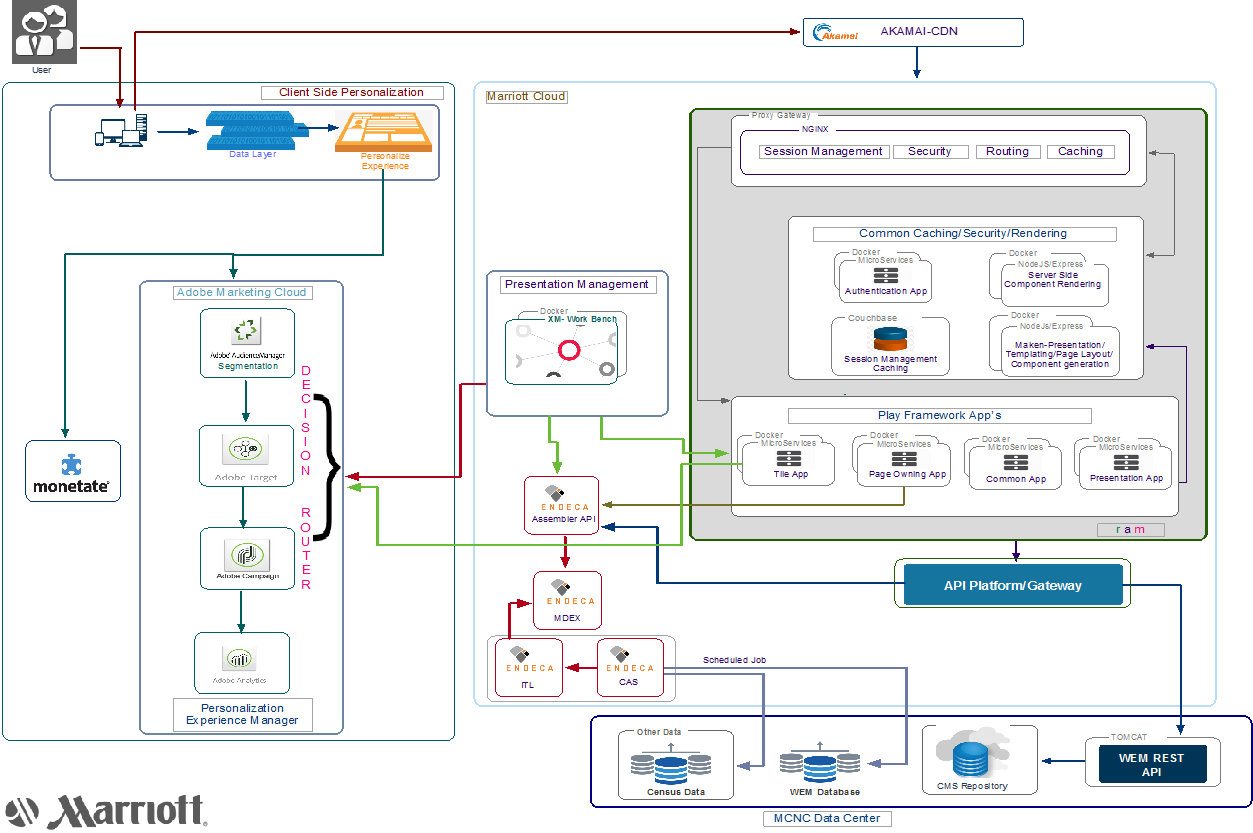 User
Akamai
AKAMAI-CDN
Client Side Personalization
Data Layer
Personalize
Experience
Marriott Cloud
Proxy Gateway
NGINX
Session Management
Security
Routing
Caching
Common Caching/Security/Rendering
Docker
MicroServices
Authentication App
Docker
NodeJS/Express
Server Side
Component Rendering
Couchbase
Session Management
Caching
Docker
NodeJs/Express
Maken-Presentation/
Templating/Page Layout/
Component generation
Adobe Marketing Cloud
Adobe AudienceManager
Segmentation
DECISION ROUTER
Adobe Target
Adobe Campaign
Adobe Analytics
Personalization
Experience Manager
monetate
Presentation Management
Docker
XM- Work Bench
Play Framework App's
Docker
MicroServices
Tile App
Docker
MicroServices
Page Owning App
Docker
MicroServices
Common App
Docker
MicroServices
Presentation App
r a m
ENDECA
Assembler API
ENDECA
MDEX
ENDECA
ITL
ENDECA
CAS
API Platform/Gateway
Scheduled Job
Other Data
Census Data
WEM Database
CMS Repository
TOMCAT
WEM REST
API
MCNC Data Center
Marriott